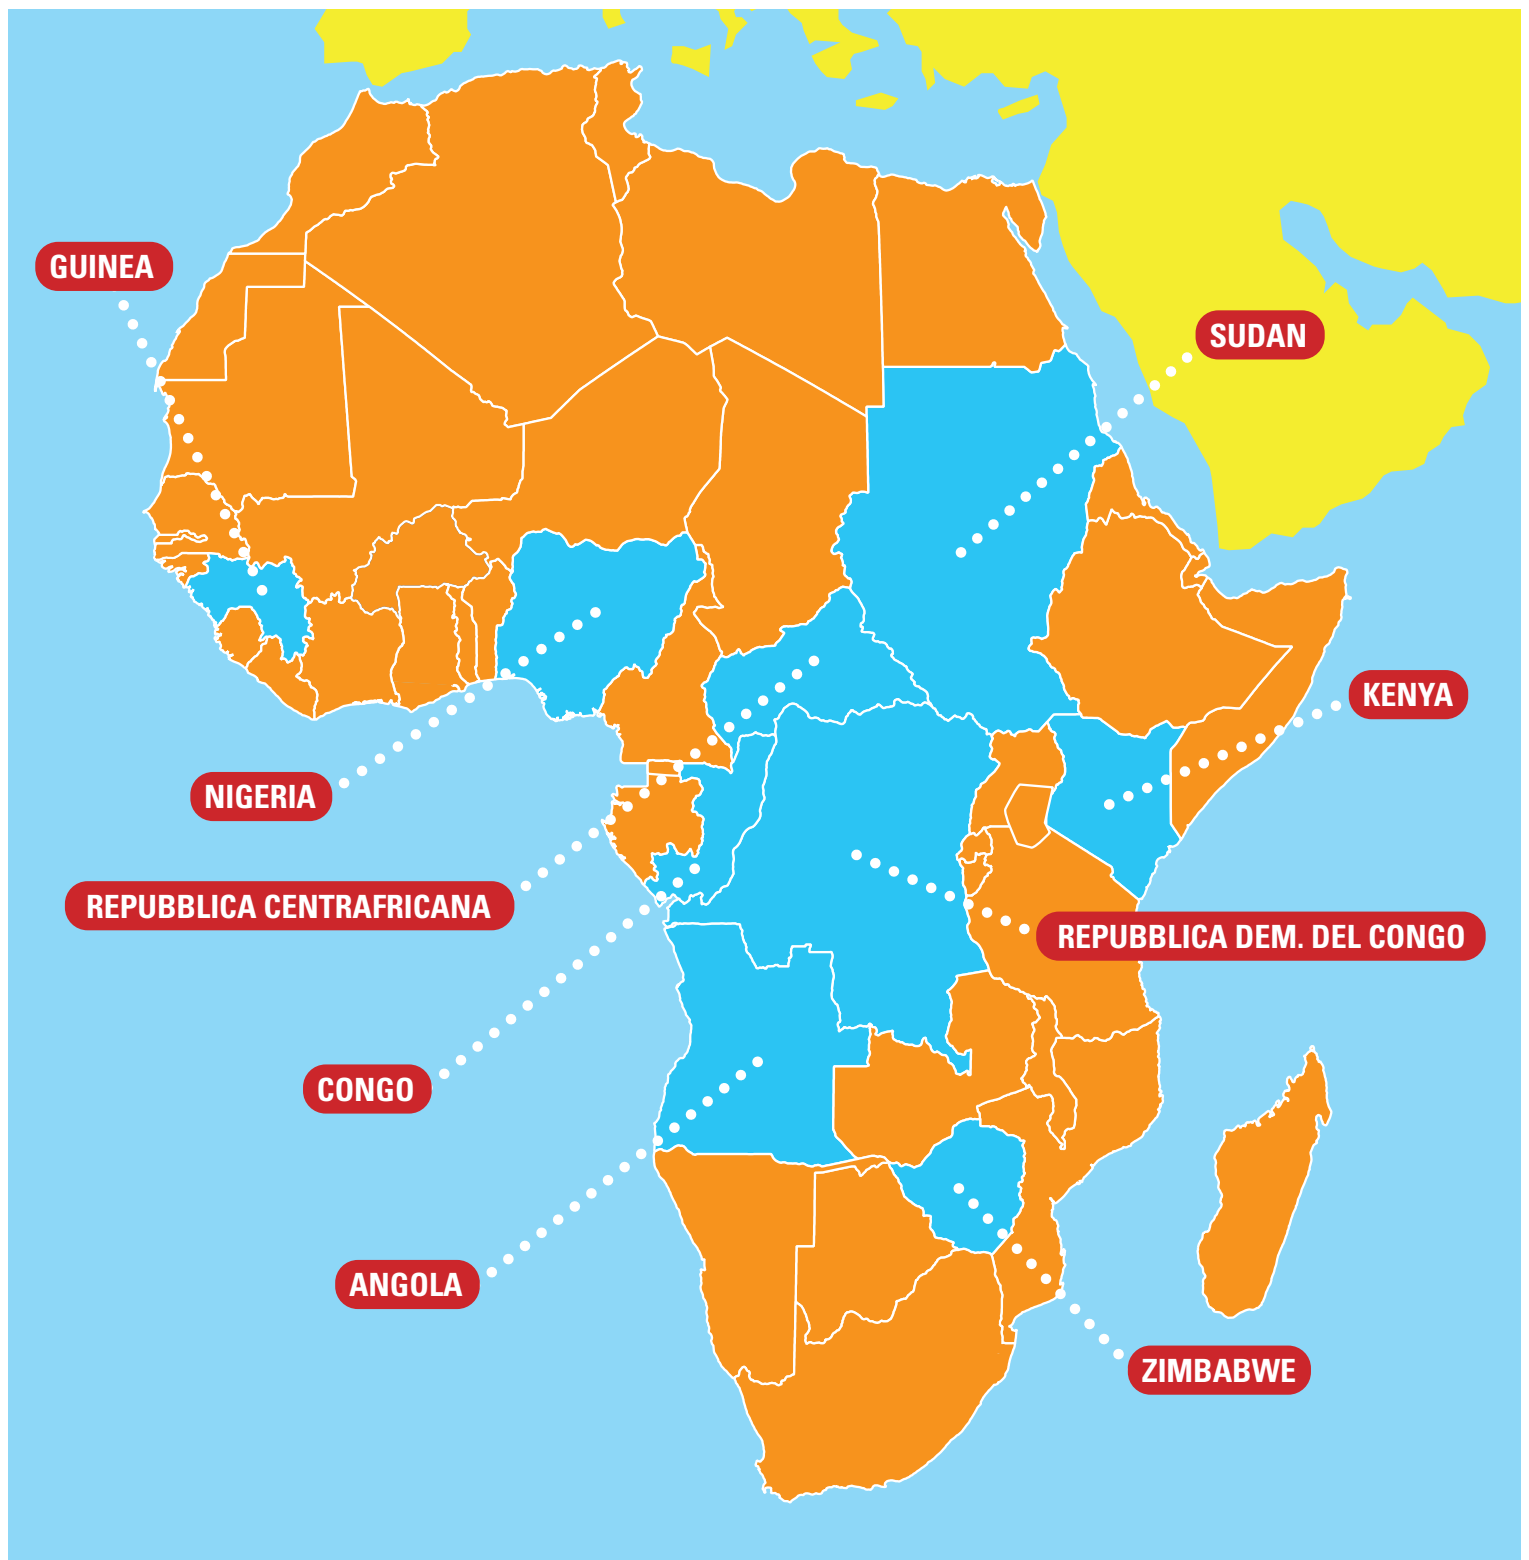 GUINEA
SUDAN
KENYA
NIGERIA
REPUBBLICA CENTRAFRICANA
REPUBBLICA DEM. DEL CONGO
CONGO
ANGOLA
ZIMBABWE